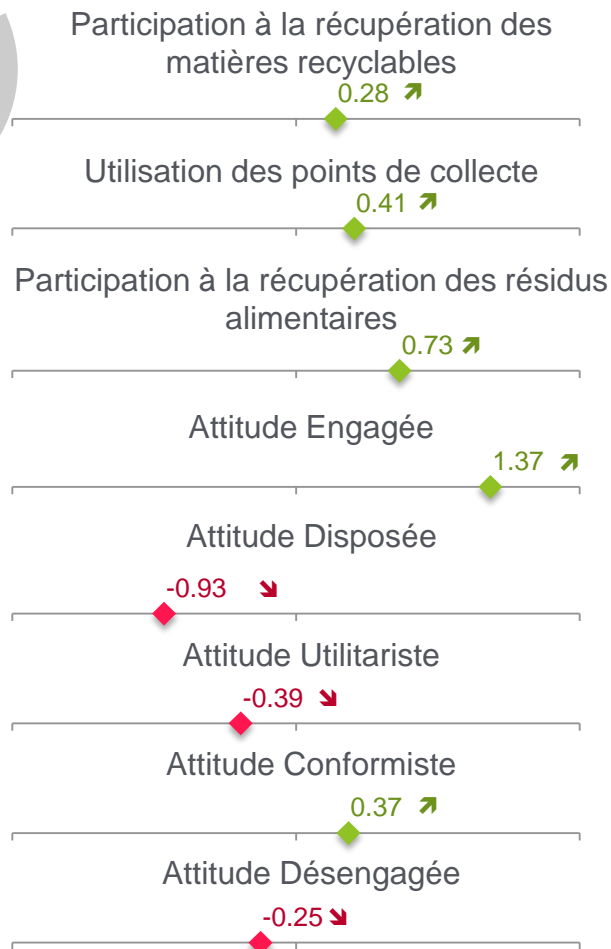 Participation à la récupération des
matières recyclables
0.28 ↗
Utilisation des points de collecte
0.41 ↗
Participation à la récupération des résidus
alimentaires
0.73 ↗
Attitude Engagée
1.37 ↗
Attitude Disposée
-0.93 ↘
Attitude Utilitariste
-0.39 ↘
Attitude Conformiste
0.37 ↗
Attitude Désengagée
-0.25 ↘